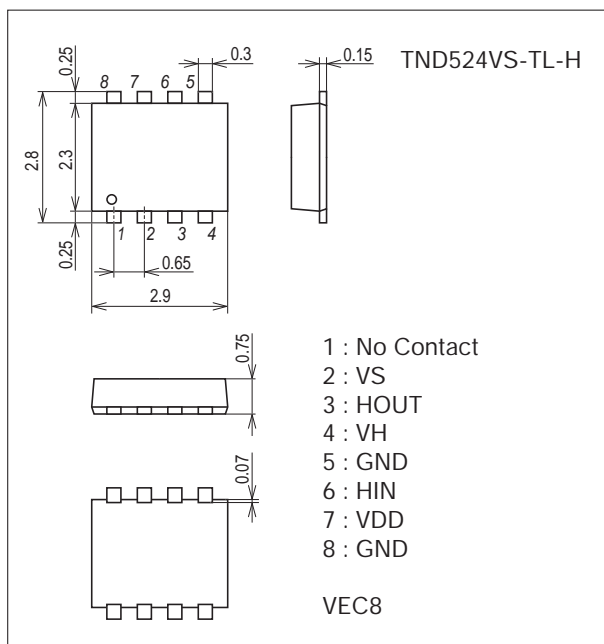 TND524VS-TL-H
0.25
8 7 6 5
0.3
0.15
2.8
2.3
0.25
1 2 3 4
0.65
2.9
0.75
0.07
1 : No Contact
2 : VS
3 : HOUT
4 : VH
5 : GND
6 : HIN
7 : VDD
8 : GND
VEC8